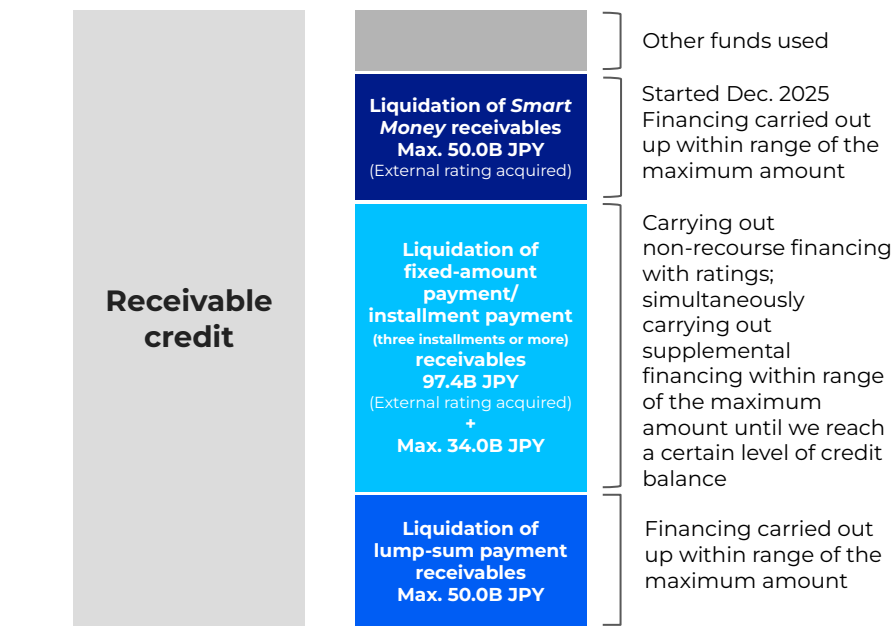 Receivable
credit
Other funds used
Liquidation of Smart
Money receivables
Max. 50.0B JPY
(External rating acquired)
Started Dec. 2025
Financing carried out
up within range of the
maximum amount
Liquidation of
fixed-amount
payment/
installment payment
(three installments or more)
receivables
97.4B JPY
(External rating acquired)
+
Max. 34.0B JPY
Carrying out
non-recourse financing
with ratings;
simultaneously
carrying out
supplemental
financing within range
of the maximum
amount until we reach
a certain level of credit
balance
Liquidation of
lump-sum payment
receivables
Max. 50.0B JPY
Financing carried out
up within range of the
maximum amount